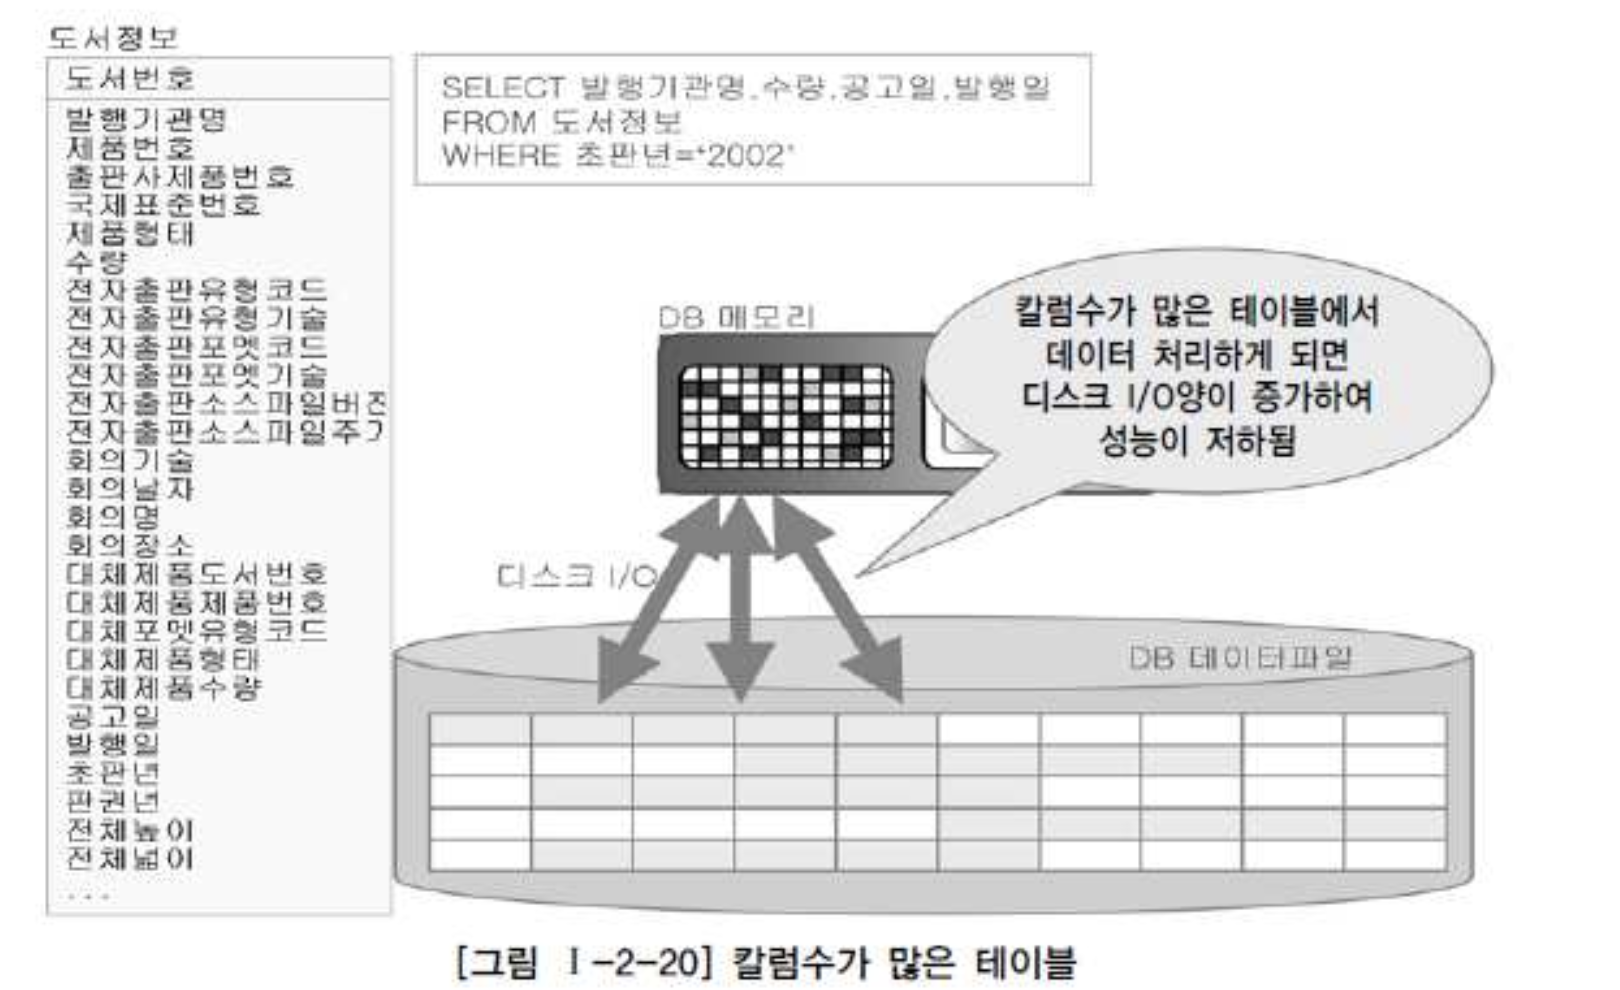 도서정보
도서번호
발행기관명
제품번호
출판사제품번호
국제표준번호
제품형태
수량
전자출판유형코드
전자출판유형기술
전자출판포멧코드
전자출판포멧기술
전자출판소스파일버전
전자출판소스파일주기
회의기술
회의날자
회의명
회의장소
대체제품도서번호
대체제품제품번호
대체포멧유형코드
대체제품형태
대체제품수량
공고일
발행일
초판년
판권년
전체높이
전체넓이
...
SELECT 발행기관명.수량.공고일.발행일
FROM 도서정보
WHERE 초판년='2002'
DB 메모리
칼럼수가 많은 테이블에서
데이터 처리하게 되면
디스크 I/O양이 증가하여
성능이 저하됨
디스크 I/O
DB 데이터파일
[그림 Ⅰ-2-20] 칼럼수가 많은 테이블